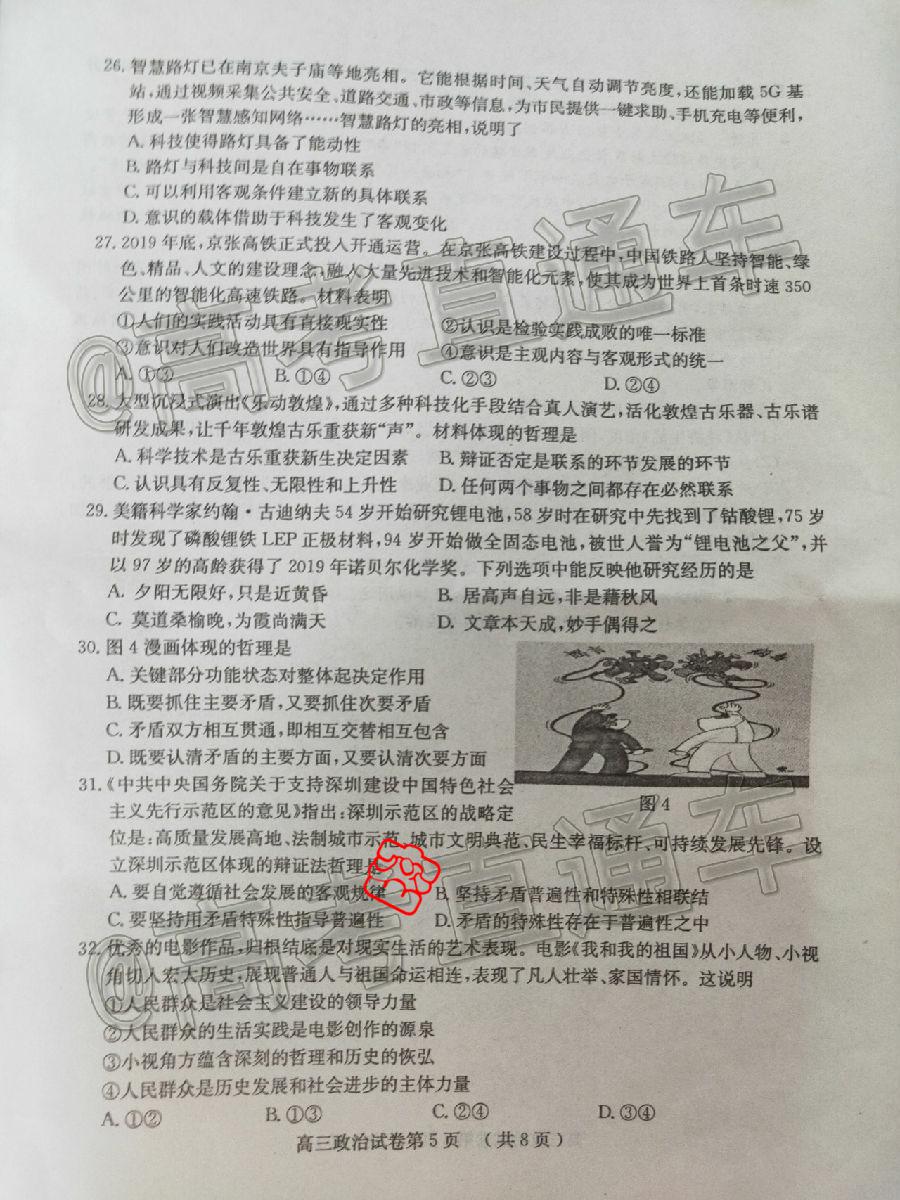 26. 智慧路灯已在南京夫子庙等地亮相。它能根据时间、天气自动调节亮度,还能加载 5G 基
站,通过视频采集公共安全、道路交通、市政等信息,为市民提供一键求助、手机充电等便利,
形成一张智慧感知网络……智慧路灯的亮相,说明了
A. 科技使得路灯具备了能动性
B. 路灯与科技间是自在事物联系
C. 可以利用客观条件建立新的具体联系
D. 意识的载体借助于科技发生了客观变化
27. 2019 年底,京张高铁正式投入开通运营。在京张高铁建设过程中,中国铁路人坚持智能、绿
色、精品、人文的建设理念,融入大量先进技术和智能化元素,使其成为世界上首条时速 350
公里的智能化高速铁路。材料表明
①人们的实践活动具有直接现实性 ②认识是检验实践成败的唯一标准
③意识对人们改造世界具有指导作用 ④意识是主观内容与客观形式的统一
A. ①③ B. ①④ C. ②③ D. ②④
28. 大型沉浸式演出《乐动敦煌》,通过多种科技化手段结合真人演艺,活化敦煌古乐器、古乐谱
研发成果,让千年敦煌古乐重获新“声”。材料体现的哲理是
A. 科学技术是古乐重获新生决定因素 B. 辩证否定是联系的环节发展的环节
C. 认识具有反复性、无限性和上升性 D. 任何两个事物之间都存在必然联系
29. 美籍科学家约翰·古迪纳夫 54 岁开始研究锂电池,58 岁时在研究中先找到了钴酸锂,75 岁
时发现了磷酸锂铁 LEP 正极材料,94 岁开始做全固态电池,被世人誉为“锂电池之父”,并
以 97 岁的高龄获得了 2019 年诺贝尔化学奖。下列选项中能反映他研究经历的是
A. 夕阳无限好,只是近黄昏 B. 居高声自远,非是藉秋风
C. 莫道桑榆晚,为霞尚满天 D. 文章本天成,妙手偶得之
30. 图 4 漫画体现的哲理是
A. 关键部分功能状态对整体起决定作用
B. 既要抓住主要矛盾,又要抓住次要矛盾
C. 矛盾双方相互贯通,即相互交替相互包含
D. 既要认清矛盾的主要方面,又要认清次要方面
图 4
31.《中共中央国务院关于支持深圳建设中国特色社会
主义先行示范区的意见》指出:深圳示范区的战略定
位是:高质量发展高地、法制城市示范、城市文明典范、民生幸福标杆、可持续发展先锋。设
立深圳示范区体现的辩证法哲理是
A. 要自觉遵循社会发展的客观规律 B. 坚持矛盾普遍性和特殊性相联结
C. 要坚持用矛盾特殊性指导普遍性 D. 矛盾的特殊性存在于普遍性之中
32. 优秀的电影作品,归根结底是对现实生活的艺术表现。电影《我和我的祖国》从小人物、小视
角切入宏大历史,展现普通人与祖国命运相连,表现了凡人壮举、家国情怀。这说明
①人民群众是社会主义建设的领导力量
②人民群众的生活实践是电影创作的源泉
③小视角方蕴含深刻的哲理和历史的恢弘
④人民群众是历史发展和社会进步的主体力量
A. ①② B. ①③ C. ②④ D. ③④
高三政治试卷第 5 页 (共 8 页)
@高考直通车
@高考直通车